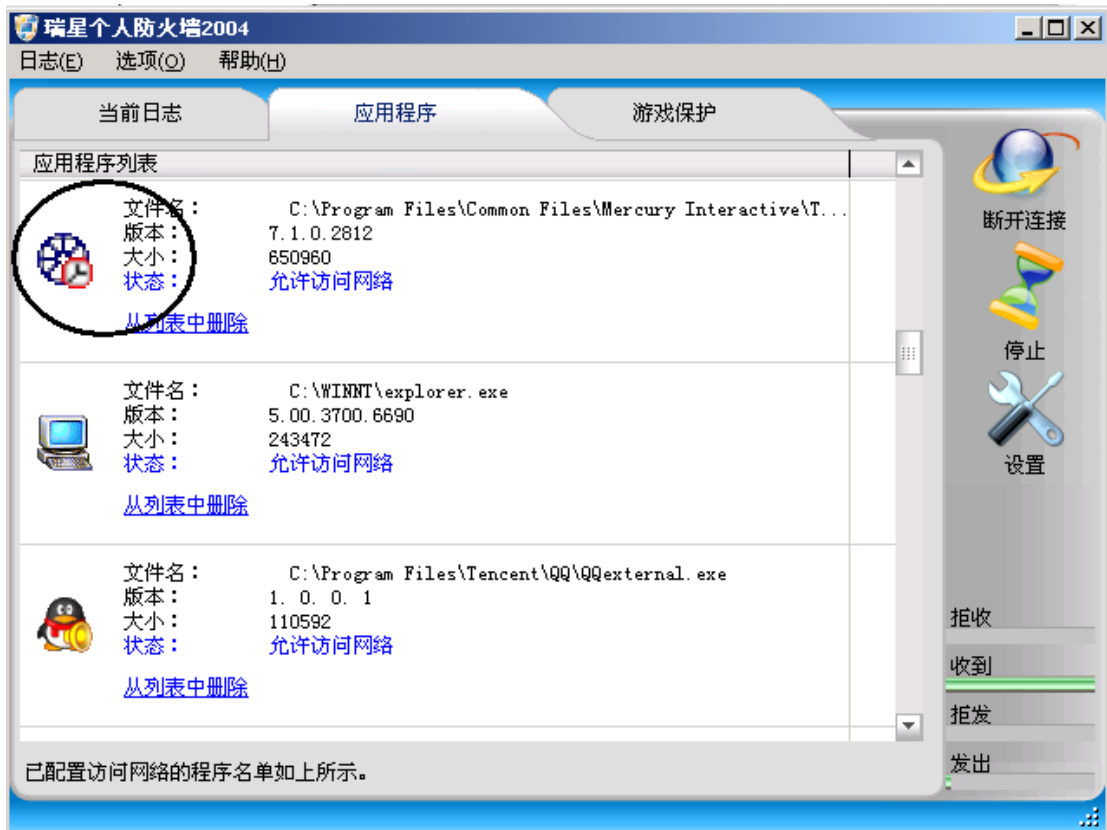 瑞星个人防火墙2004
日志(E) 选项(O) 帮助(H)
当前日志 应用程序 游戏保护
应用程序列表
文件名： C:\Program Files\Common Files\Mercury Interactive\T...
版本： 7.1.0.2812
大小： 650960
状态： 允许访问网络
从列表中删除
文件名： C:\WINNT\explorer.exe
版本： 5.00.3700.6690
大小： 243472
状态： 允许访问网络
从列表中删除
文件名： C:\Program Files\Tencent\QQ\QQexternal.exe
版本： 1. 0. 0. 1
大小： 110592
状态： 允许访问网络
从列表中删除
已配置访问网络的程序名单如上所示。
断开连接
停止
设置
拒收
收到
拒发
发出